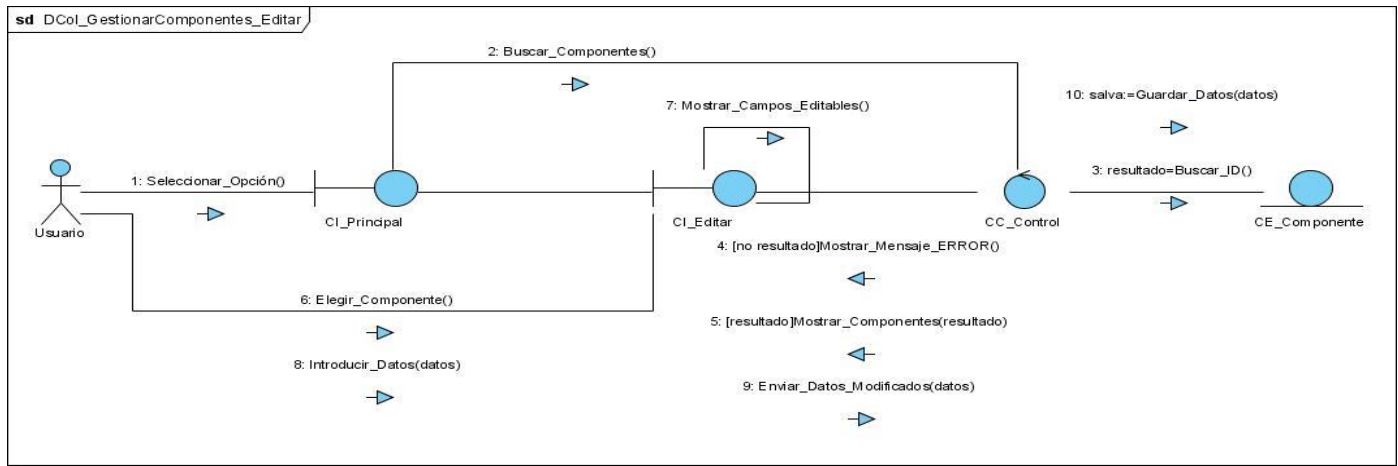 sd DCol_GestionarComponentes_Editar
2: Buscar_Componentes()
7: Mostrar_Campos_Editables()
10: salva:=Guardar_Datos(datos)
1: Seleccionar_Opción()
3: resultado=Buscar_ID()
Usuario
CI_Principal
CI_Editar
CC_Control
CE_Componente
4: [no resultado]Mostrar_Mensaje_ERROR()
6: Elegir_Componente()
5: [resultado]Mostrar_Componentes(resultado)
8: Introducir_Datos(datos)
9: Enviar_Datos_Modificados(datos)